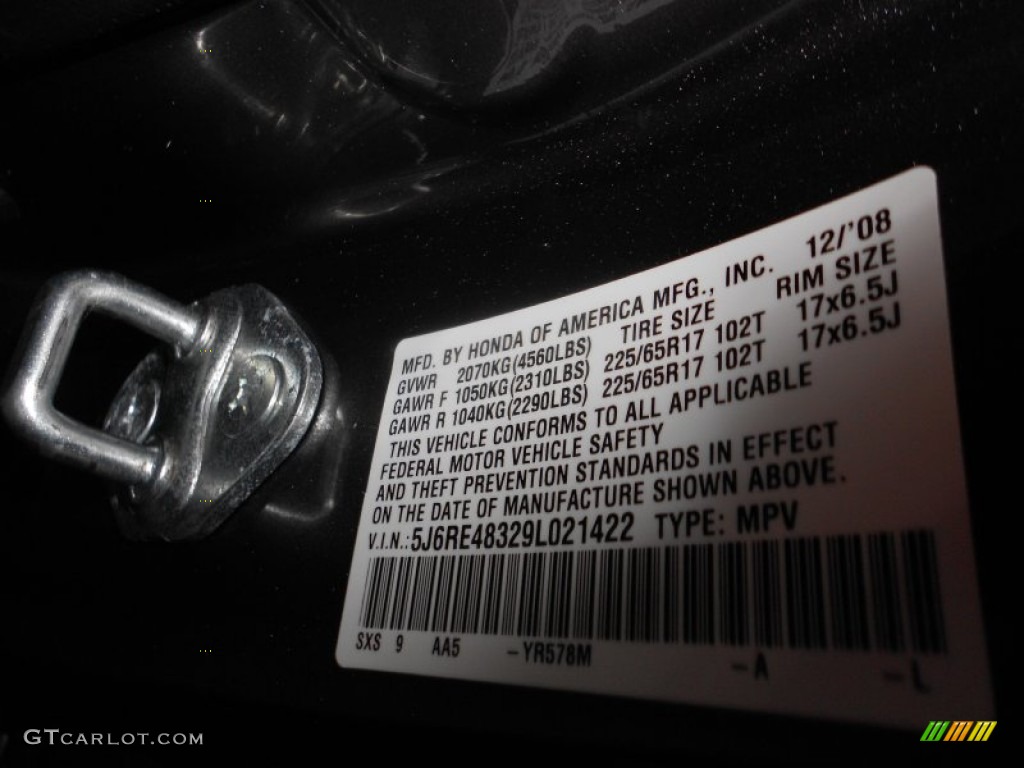 MFD. BY HONDA OF AMERICA MFG., INC. 12/'08
GVWR 2070KG(4560LBS) TIRE SIZE RIM SIZE
GAWR F 1050KG(2310LBS) 225/65R17 102T 17x6.5J
GAWR R 1040KG(2290LBS) 225/65R17 102T 17x6.5J
THIS VEHICLE CONFORMS TO ALL APPLICABLE
FEDERAL MOTOR VEHICLE SAFETY
AND THEFT PREVENTION STANDARDS IN EFFECT
ON THE DATE OF MANUFACTURE SHOWN ABOVE.
V.I.N.:5J6RE48329L021422 TYPE: MPV
SXS 9 AA5 -YR578M -A -L
GTCARLOT.COM